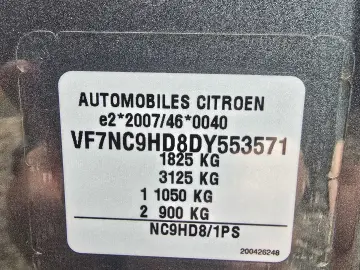 AUTOMOBILES CITROEN
e2*2007/46*0040
VF7NC9HD8DY553571
1825 KG
3125 KG
1 1050 KG
2 900 KG
NC9HD8/1PS
200426248